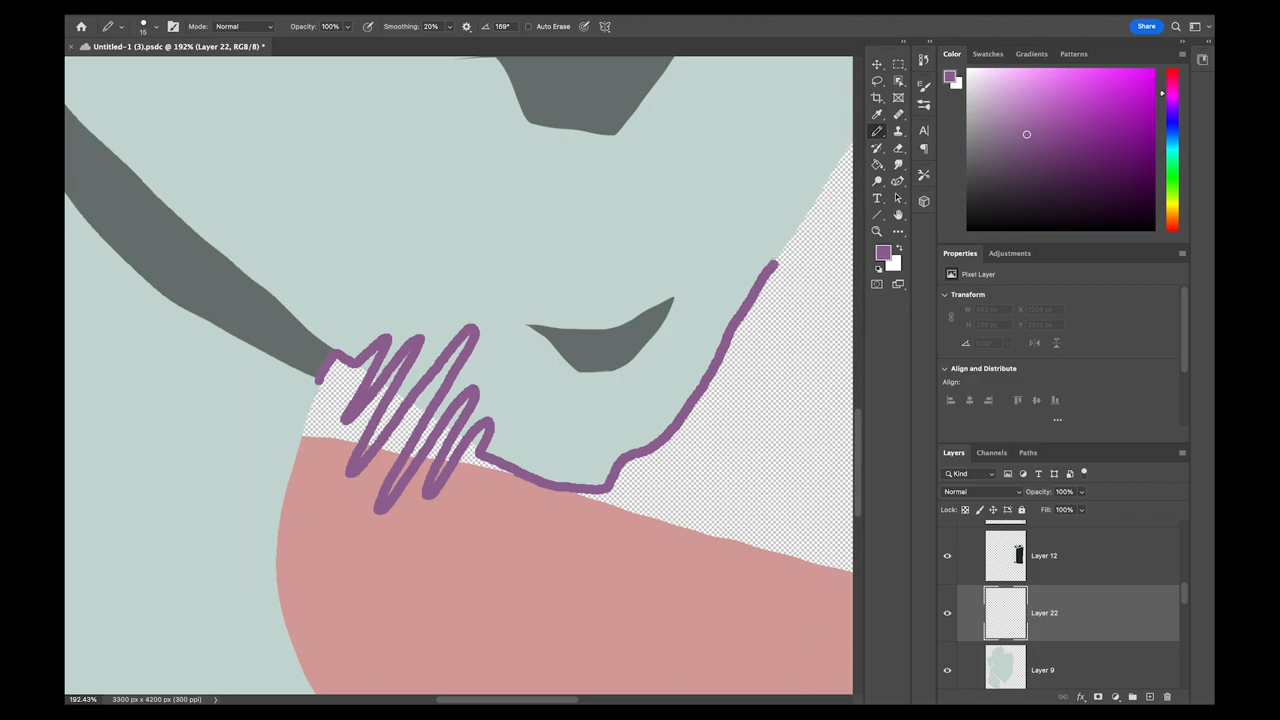 Mode: Normal Opacity: 100% Smoothing: 20% 169° Auto Erase Share
15
Untitled-1 (3).psdc @ 192% (Layer 22, RGB/8) *
Color Swatches Gradients Patterns
Properties Adjustments
Pixel Layer
Transform
Align and Distribute
Align:
Layers Channels Paths
Kind
Normal Opacity: 100%
Lock: Fill: 100%
Layer 12
Layer 22
Layer 9
192.43% 3300 px x 4200 px (300 ppi)